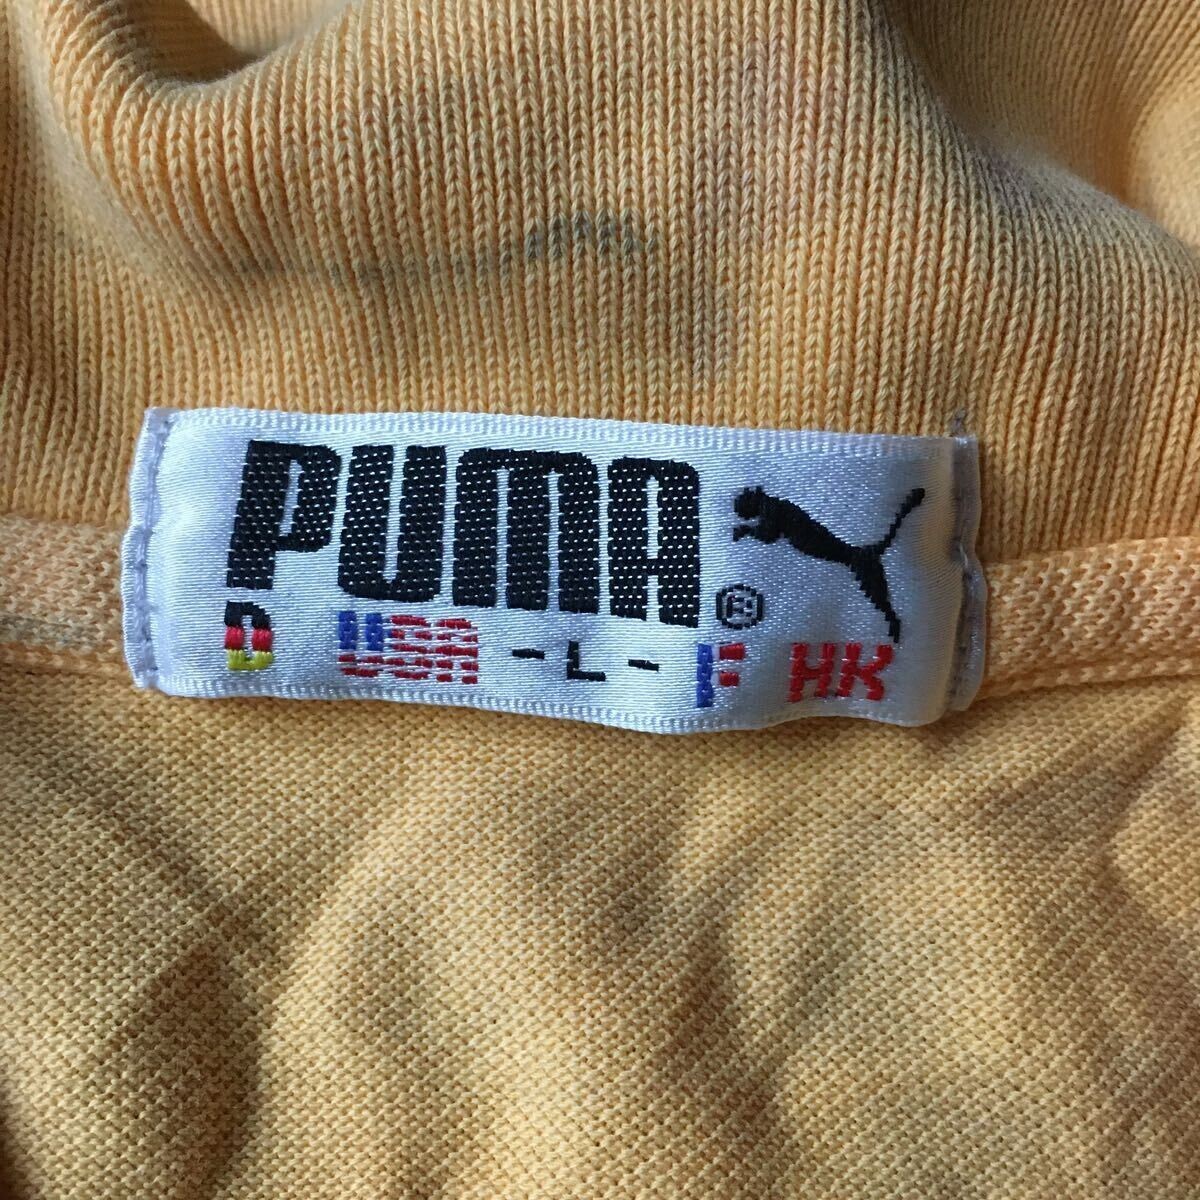 PUMA ®
D USA -L- F HK